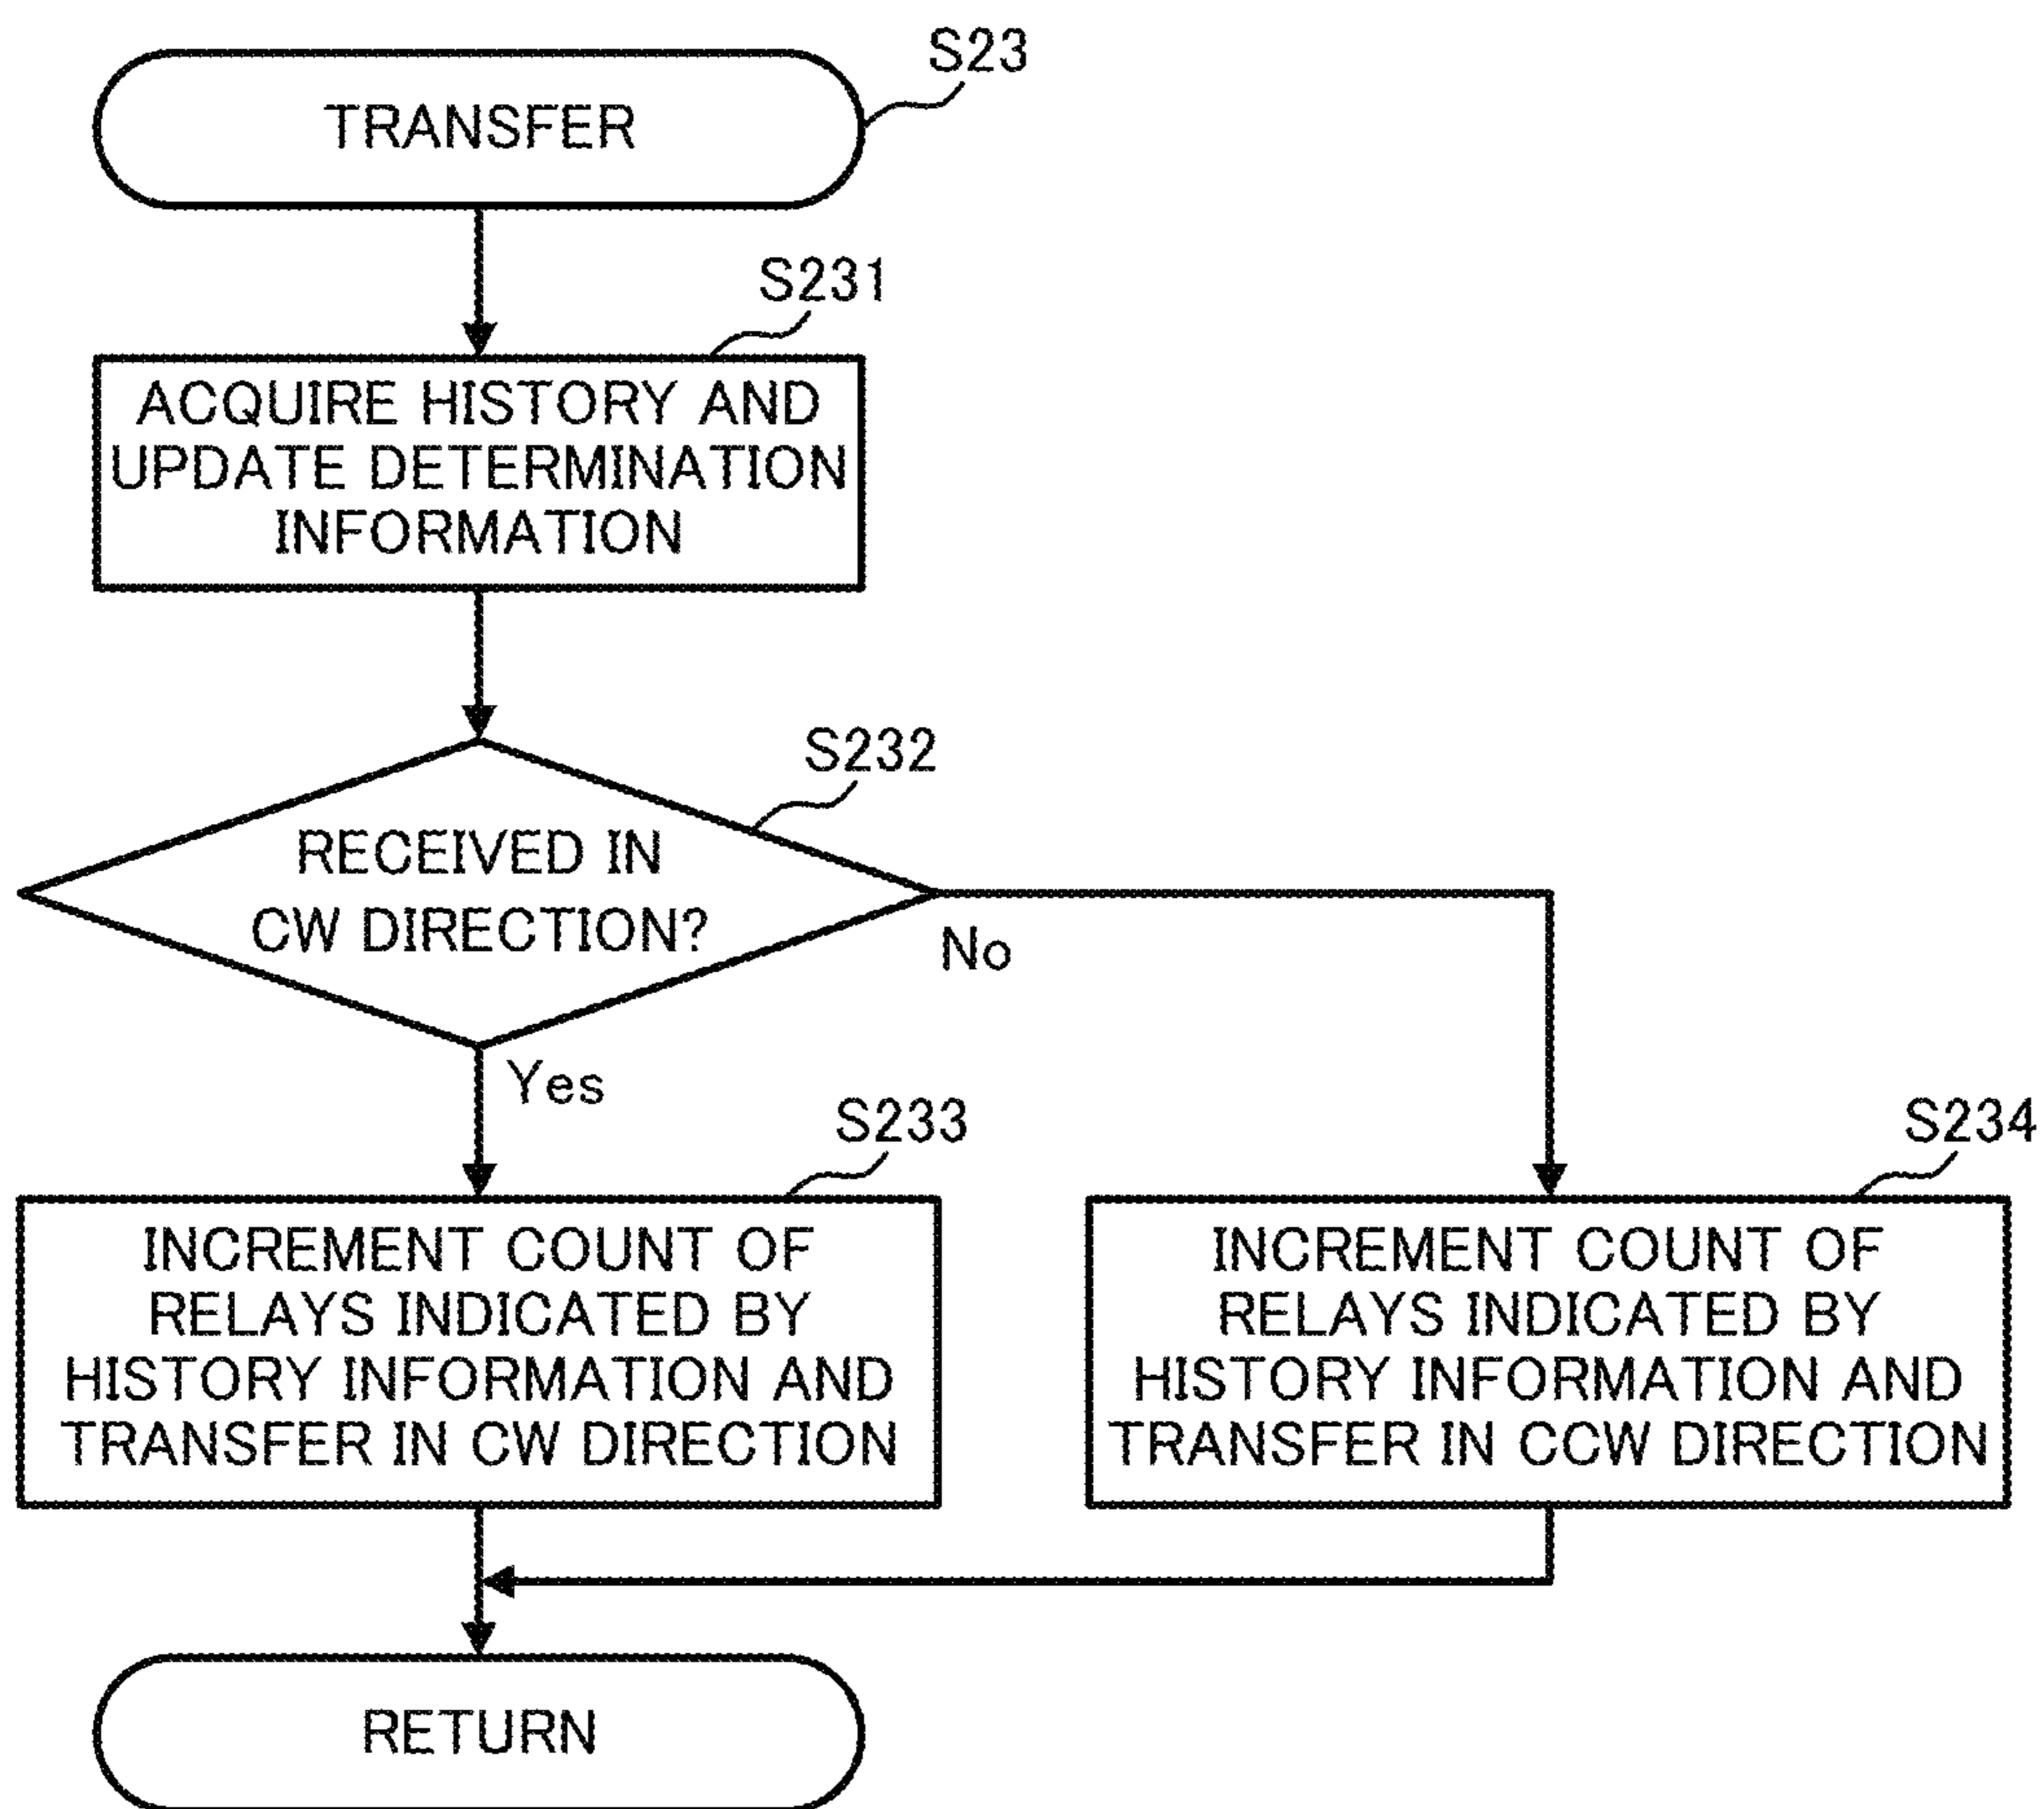 S23
TRANSFER
S231
ACQUIRE HISTORY AND
UPDATE DETERMINATION
INFORMATION
S232
RECEIVED IN
CW DIRECTION?
No
Yes
S233
INCREMENT COUNT OF
RELAYS INDICATED BY
HISTORY INFORMATION AND
TRANSFER IN CW DIRECTION
S234
INCREMENT COUNT OF
RELAYS INDICATED BY
HISTORY INFORMATION AND
TRANSFER IN CCW DIRECTION
RETURN